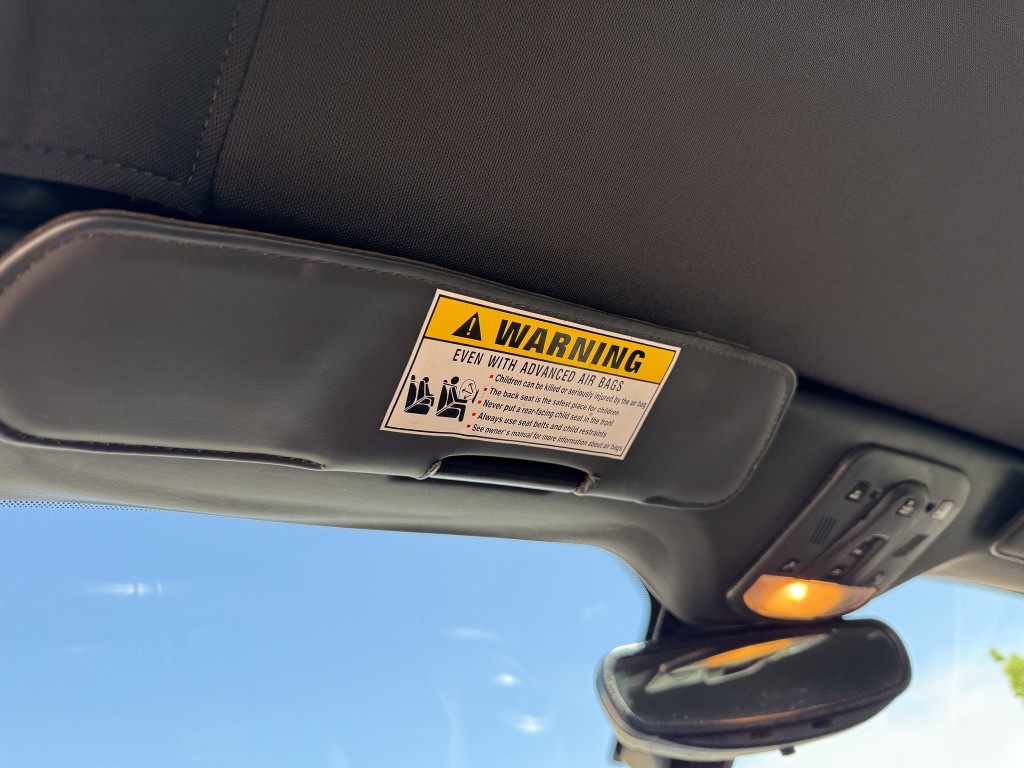 WARNING
EVEN WITH ADVANCED AIR BAGS
Children can be killed or seriously injured by the air bag
The back seat is the safest place for children
Never put a rear-facing child seat in the front
Always use seat belts and child restraints
See owner's manual for more information about air bags